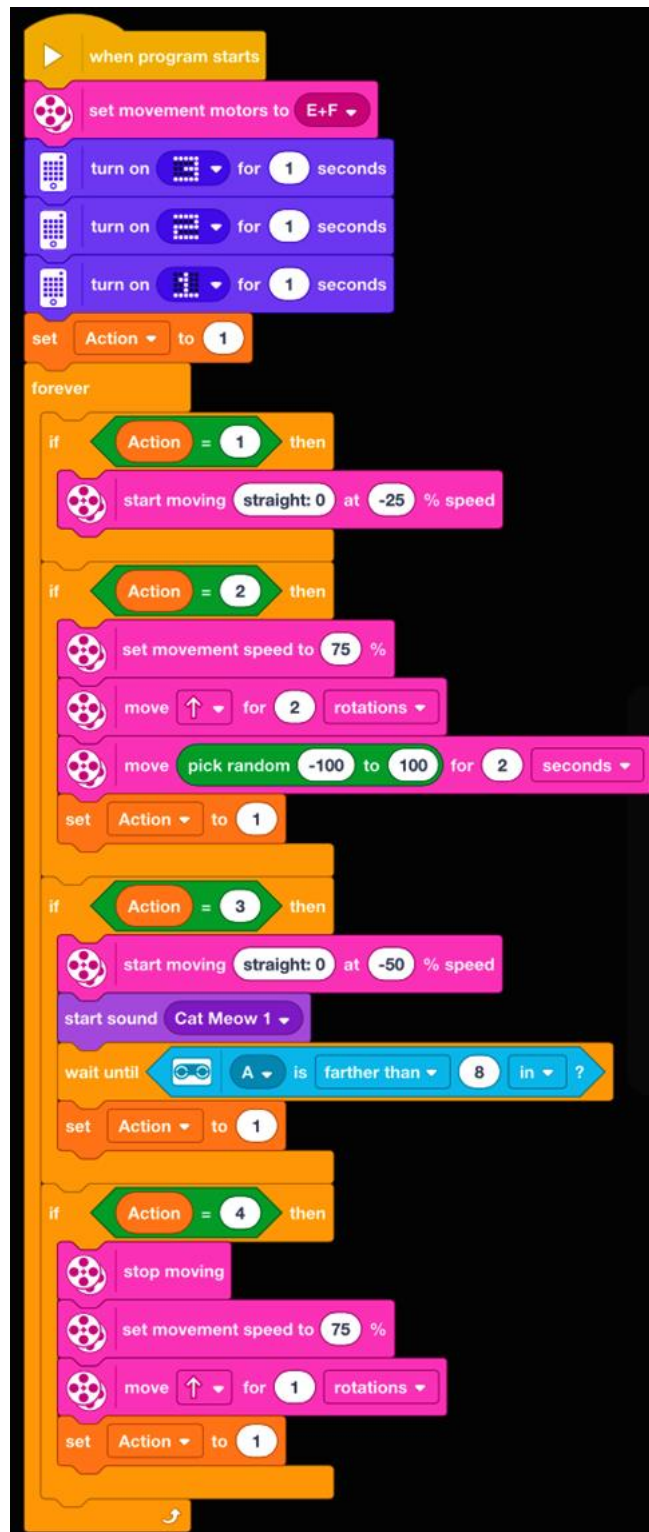 when program starts
set movement motors to E+F
turn on 3 for 1 seconds
turn on 2 for 1 seconds
turn on 1 for 1 seconds
set Action to 1
forever
if Action = 1 then
start moving straight: 0 at -25 % speed
if Action = 2 then
set movement speed to 75 %
move ↑ for 2 rotations
move pick random -100 to 100 for 2 seconds
set Action to 1
if Action = 3 then
start moving straight: 0 at -50 % speed
start sound Cat Meow 1
wait until A is farther than 8 in ?
set Action to 1
if Action = 4 then
stop moving
set movement speed to 75 %
move ↑ for 1 rotations
set Action to 1